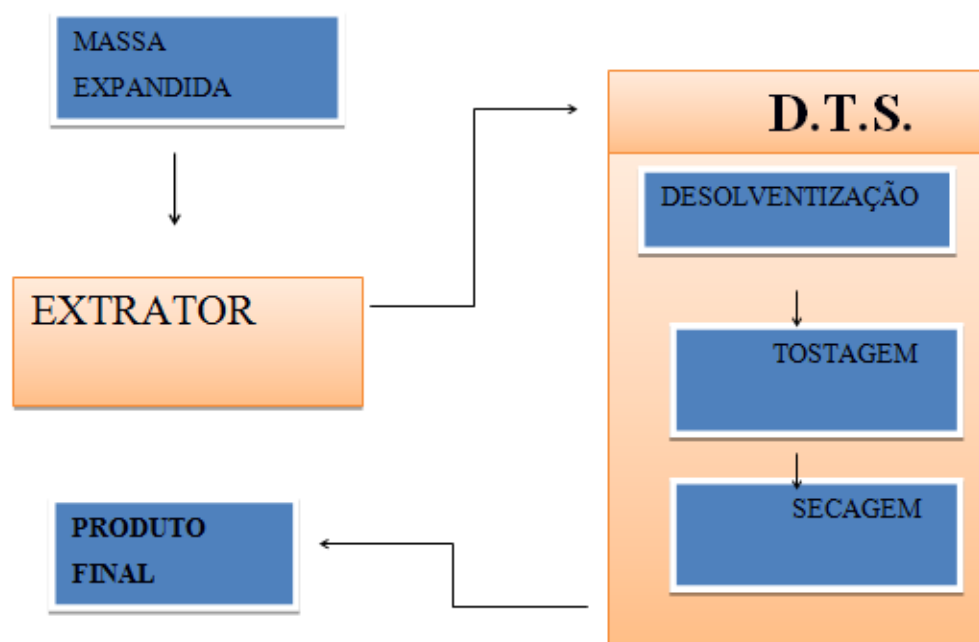 MASSA
EXPANDIDA
EXTRATOR
D.T.S.
DESOLVENTIZAÇÃO
TOSTAGEM
SECAGEM
PRODUTO
FINAL